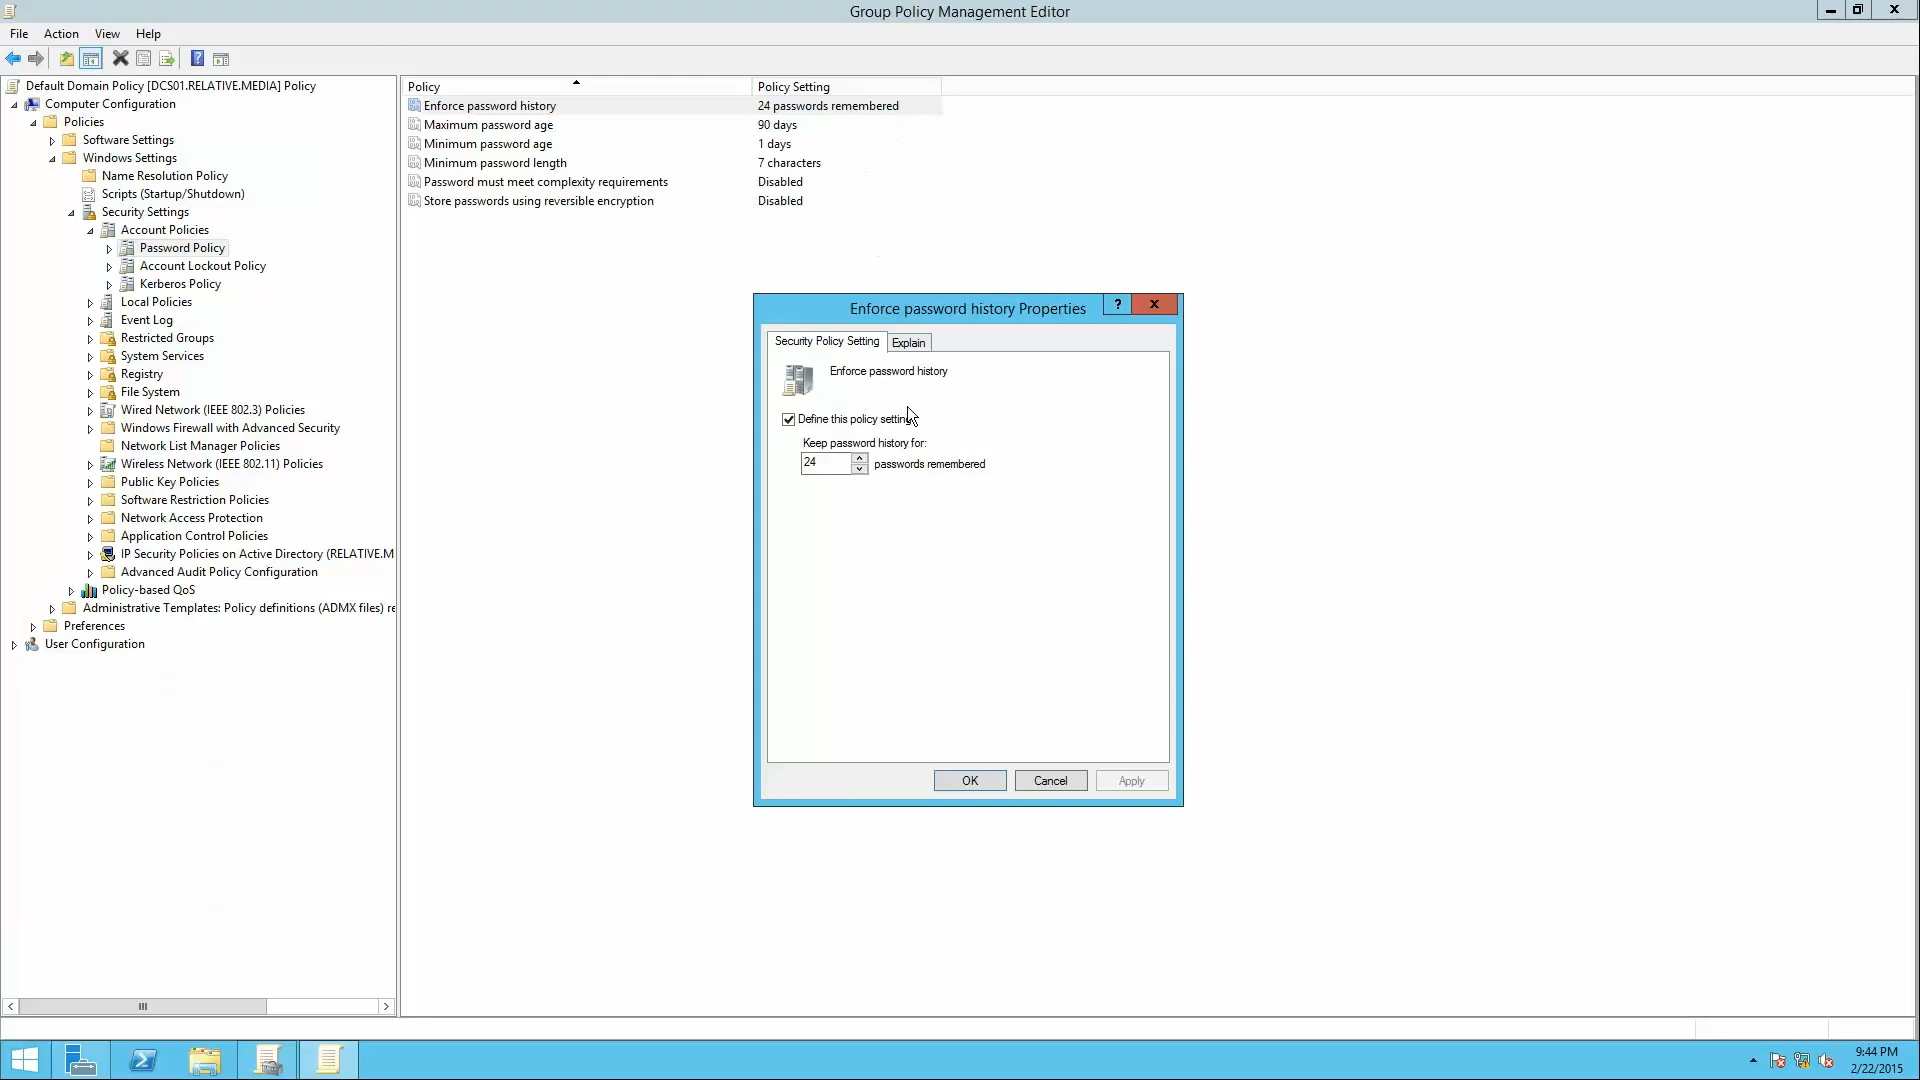 Group Policy Management Editor
File Action View Help
Default Domain Policy [DCS01.RELATIVE.MEDIA] Policy
Computer Configuration
Policies
Software Settings
Windows Settings
Name Resolution Policy
Scripts (Startup/Shutdown)
Security Settings
Account Policies
Password Policy
Account Lockout Policy
Kerberos Policy
Local Policies
Event Log
Restricted Groups
System Services
Registry
File System
Wired Network (IEEE 802.3) Policies
Windows Firewall with Advanced Security
Network List Manager Policies
Wireless Network (IEEE 802.11) Policies
Public Key Policies
Software Restriction Policies
Network Access Protection
Application Control Policies
IP Security Policies on Active Directory (RELATIVE.M
Advanced Audit Policy Configuration
Policy-based QoS
Administrative Templates: Policy definitions (ADMX files) re
Preferences
User Configuration
Policy Policy Setting
Enforce password history 24 passwords remembered
Maximum password age 90 days
Minimum password age 1 days
Minimum password length 7 characters
Password must meet complexity requirements Disabled
Store passwords using reversible encryption Disabled
Enforce password history Properties
Security Policy Setting Explain
Enforce password history
Define this policy setting
Keep password history for:
24 passwords remembered
OK Cancel Apply
9:44 PM
2/22/2015